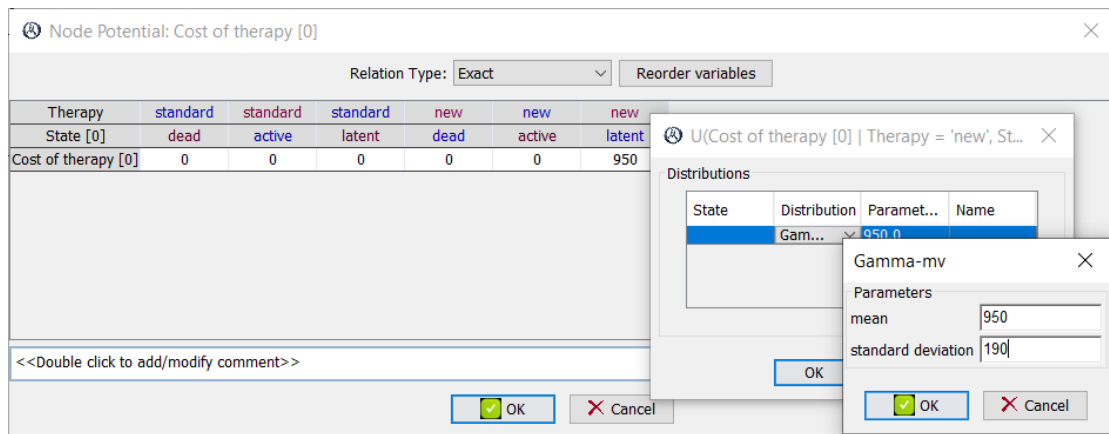 Node Potential: Cost of therapy [0]
Relation Type: Exact Reorder variables
Therapy standard standard standard new new new
State [0] dead active latent dead active latent
Cost of therapy [0] 0 0 0 0 0 950
U(Cost of therapy [0] | Therapy = 'new', St...
Distributions
State Distribution Paramet... Name
Gam... 950.0
Gamma-mv
Parameters
mean 950
standard deviation 190
OK
OK Cancel
<<Double click to add/modify comment>>
OK Cancel